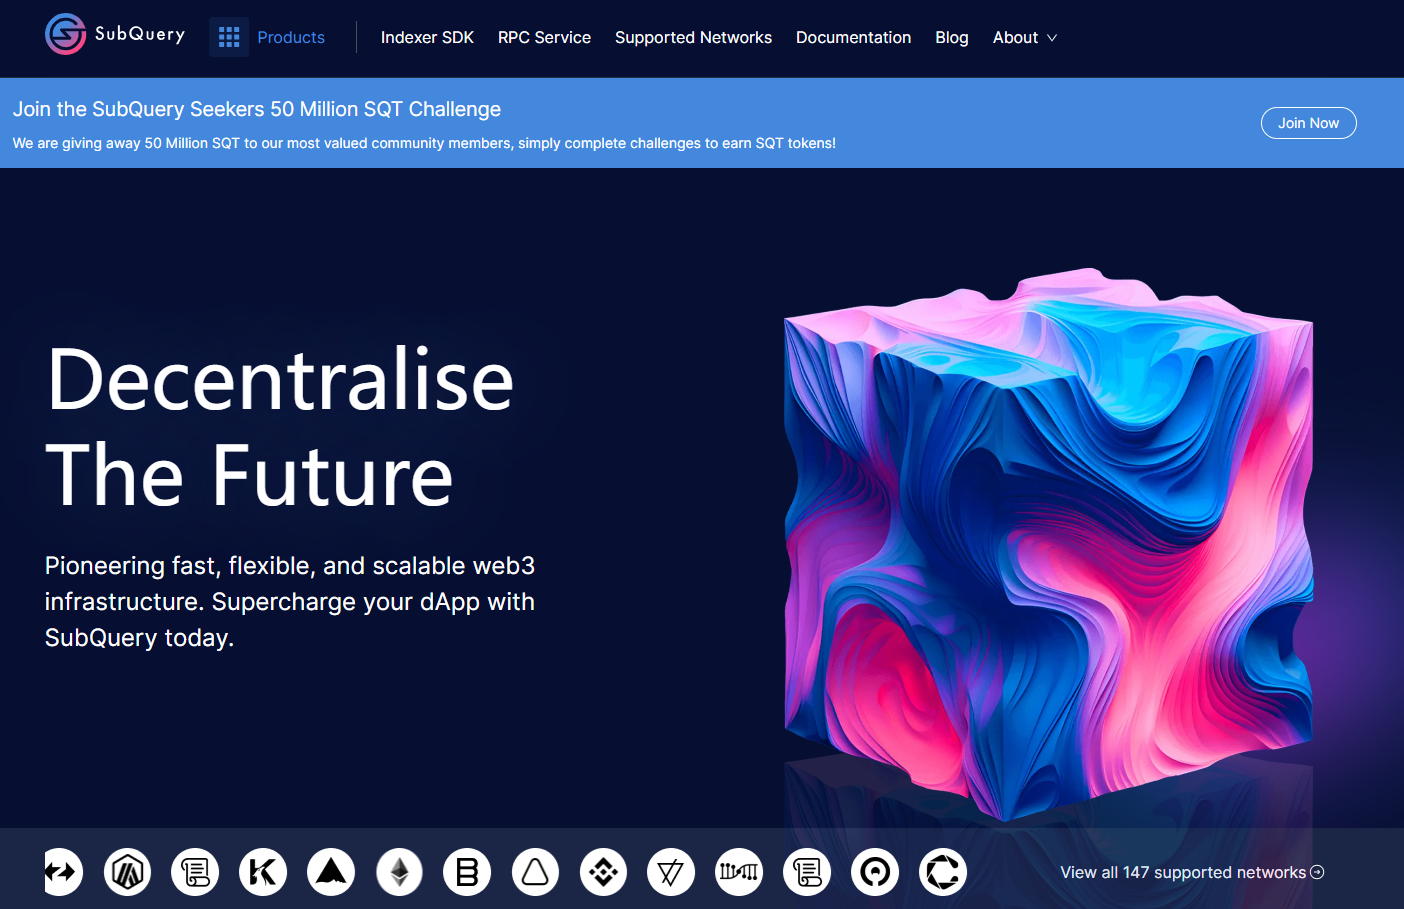 SubQuery
Products
Indexer SDK
RPC Service
Supported Networks
Documentation
Blog
About
Join the SubQuery Seekers 50 Million SQT Challenge
We are giving away 50 Million SQT to our most valued community members, simply complete challenges to earn SQT tokens!
Join Now
Decentralise
The Future
Pioneering fast, flexible, and scalable web3
infrastructure. Supercharge your dApp with
SubQuery today.
View all 147 supported networks